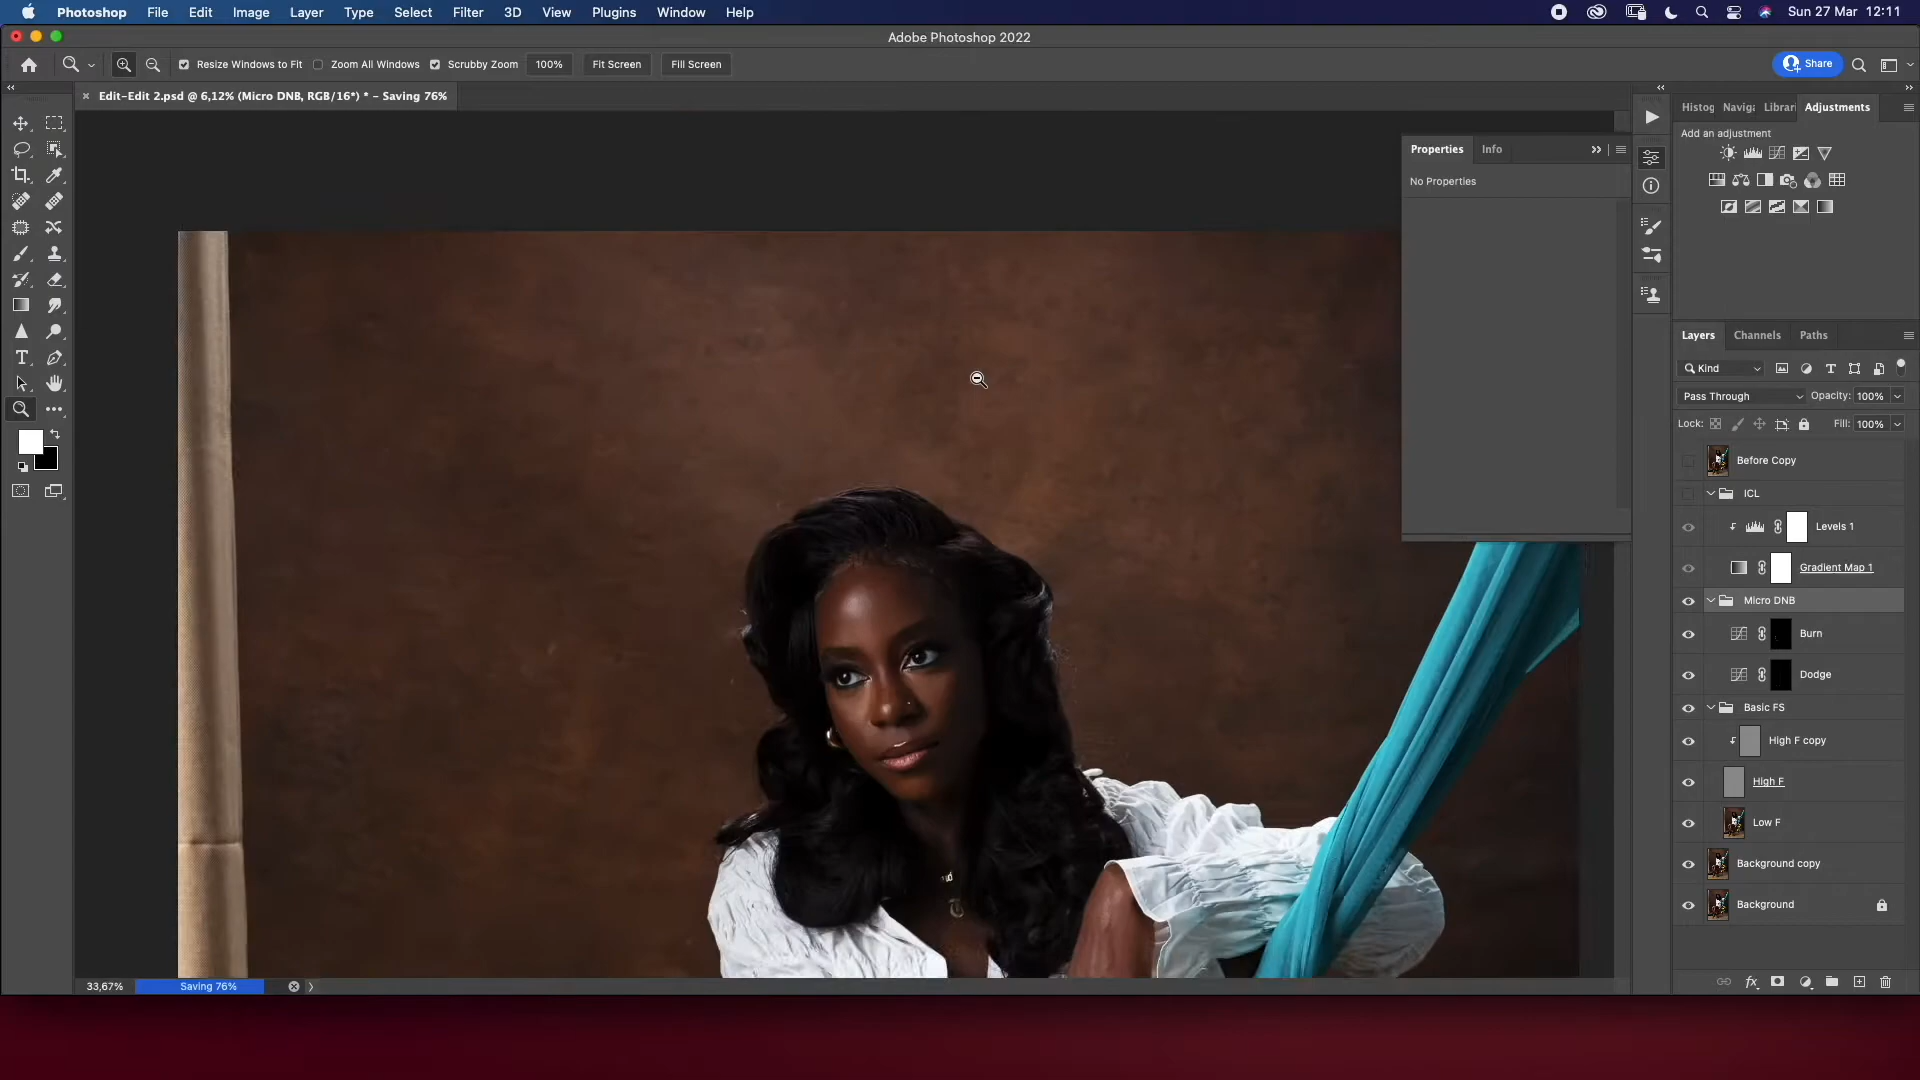 Photoshop File Edit Image Layer Type Select Filter 3D View Plugins Window Help Sun 27 Mar 12:11
Adobe Photoshop 2022
Resize Windows to Fit Zoom All Windows Scrubby Zoom 100% Fit Screen Fill Screen Share
Edit-Edit 2.psd @ 6,12% (Micro DNB, RGB/16*) * – Saving 76%
Histog Naviga Librari Adjustments
Add an adjustment
Properties Info
No Properties
Layers Channels Paths
Kind
Pass Through Opacity: 100%
Lock: Fill: 100%
Before Copy
ICL
Levels 1
Gradient Map 1
Micro DNB
Burn
Dodge
Basic FS
High F copy
High F
Low F
Background copy
Background
33,67% Saving 76%